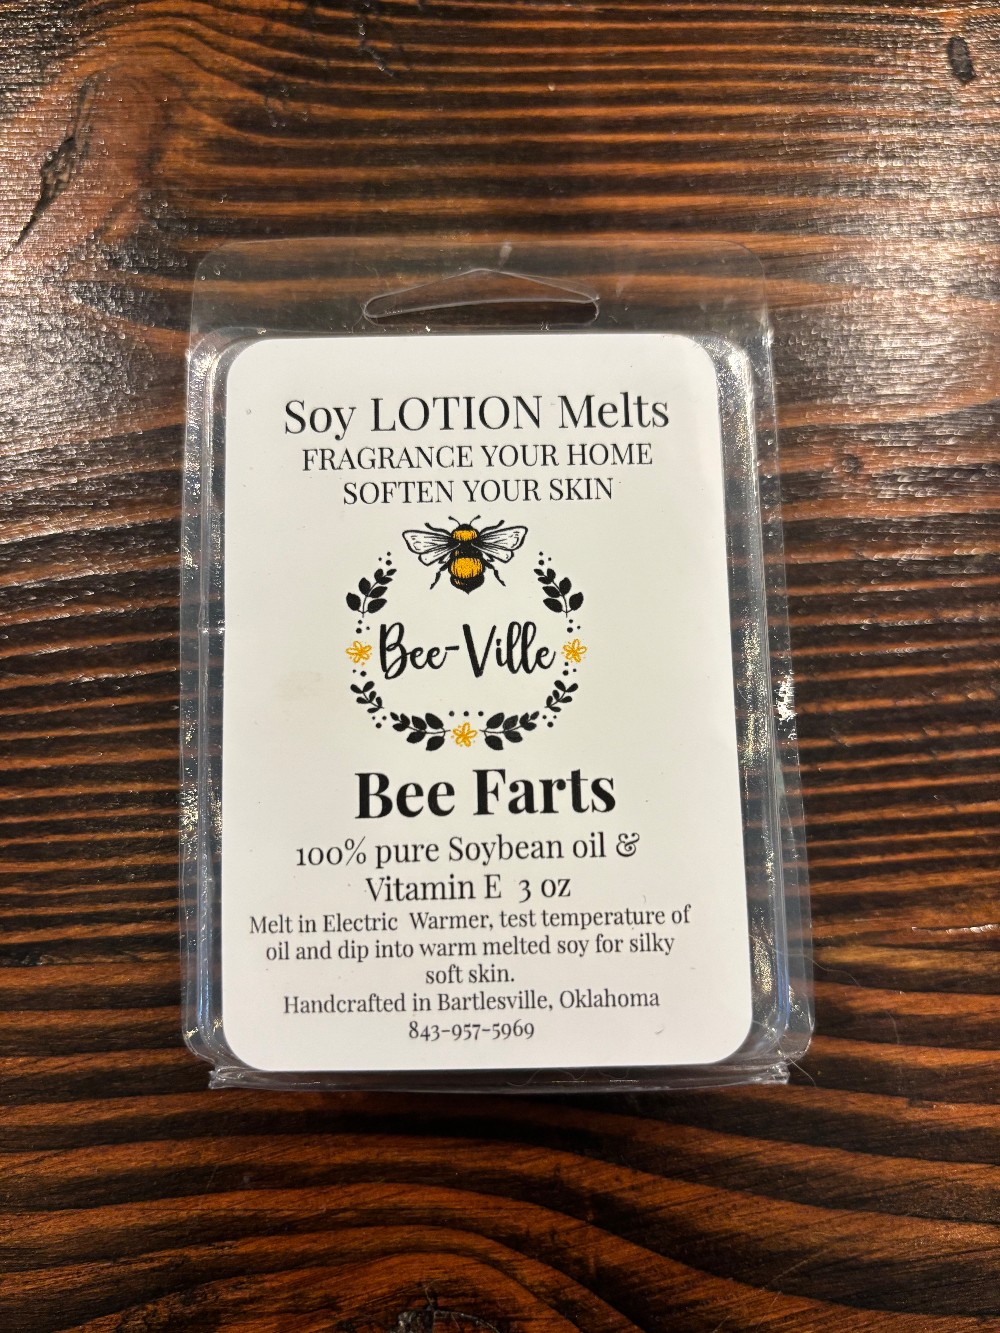 Soy LOTION Melts
FRAGRANCE YOUR HOME
SOFTEN YOUR SKIN
Bee-Ville
Bee Farts
100% pure Soybean oil &
Vitamin E 3 oz
Melt in Electric Warmer, test temperature of
oil and dip into warm melted soy for silky
soft skin.
Handcrafted in Bartlesville, Oklahoma
843-957-5969